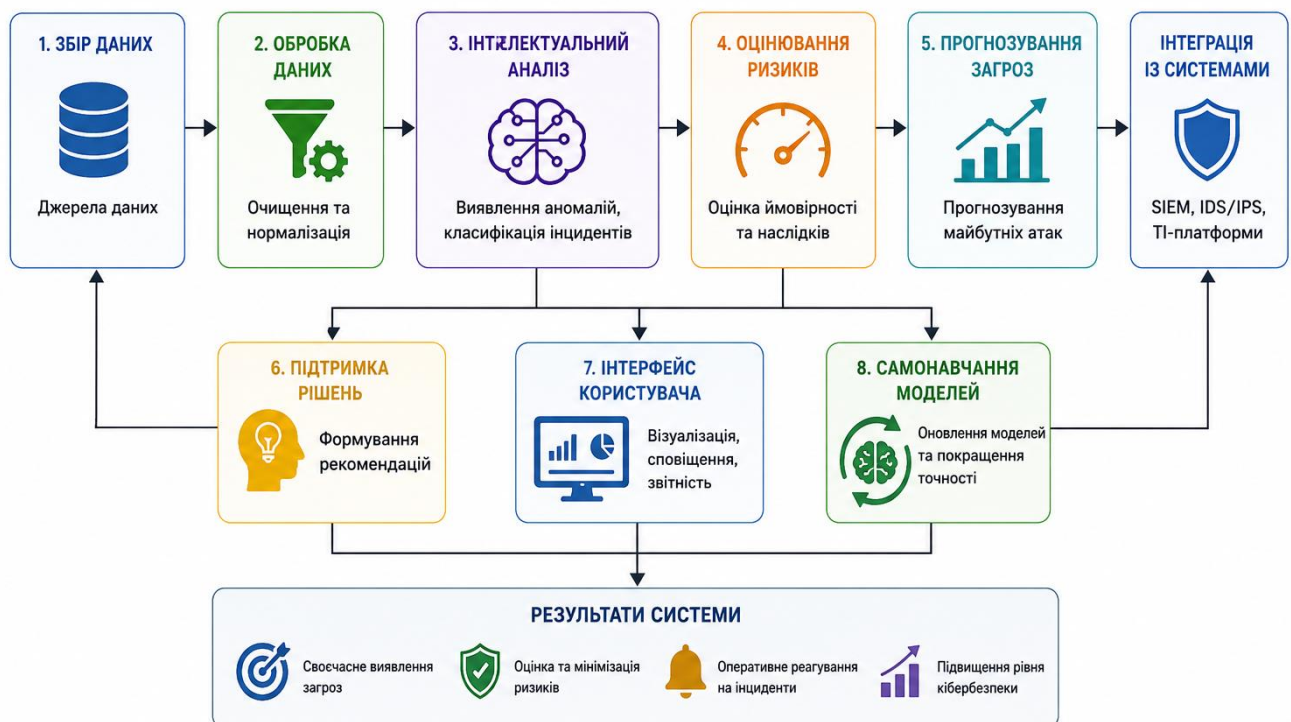 1. ЗБІР ДАНИХ
Джерела даних
2. ОБРОБКА
ДАНИХ
Очищення та
нормалізація
3. ІНТЕЛЕКТУАЛЬНИЙ
АНАЛІЗ
Виявлення аномалій,
класифікація інцидентів
4. ОЦІНЮВАННЯ
РИЗИКІВ
Оцінка ймовірності
та наслідків
5. ПРОГНОЗУВАННЯ
ЗАГРОЗ
Прогнозування
майбутніх атак
ІНТЕГРАЦІЯ
ІЗ СИСТЕМАМИ
SIEM, IDS/IPS,
ТІ-платформи
6. ПІДТРИМКА
РІШЕНЬ
Формування
рекомендацій
7. ІНТЕРФЕЙС
КОРИСТУВАЧА
Візуалізація,
сповіщення,
звітність
8. САМОНАВЧАННЯ
МОДЕЛЕЙ
Оновлення моделей
та покращення
точності
РЕЗУЛЬТАТИ СИСТЕМИ
Своєчасне виявлення
загроз
Оцінка та мінімізація
ризиків
Оперативне реагування
на інциденти
Підвищення рівня
кібербезпеки